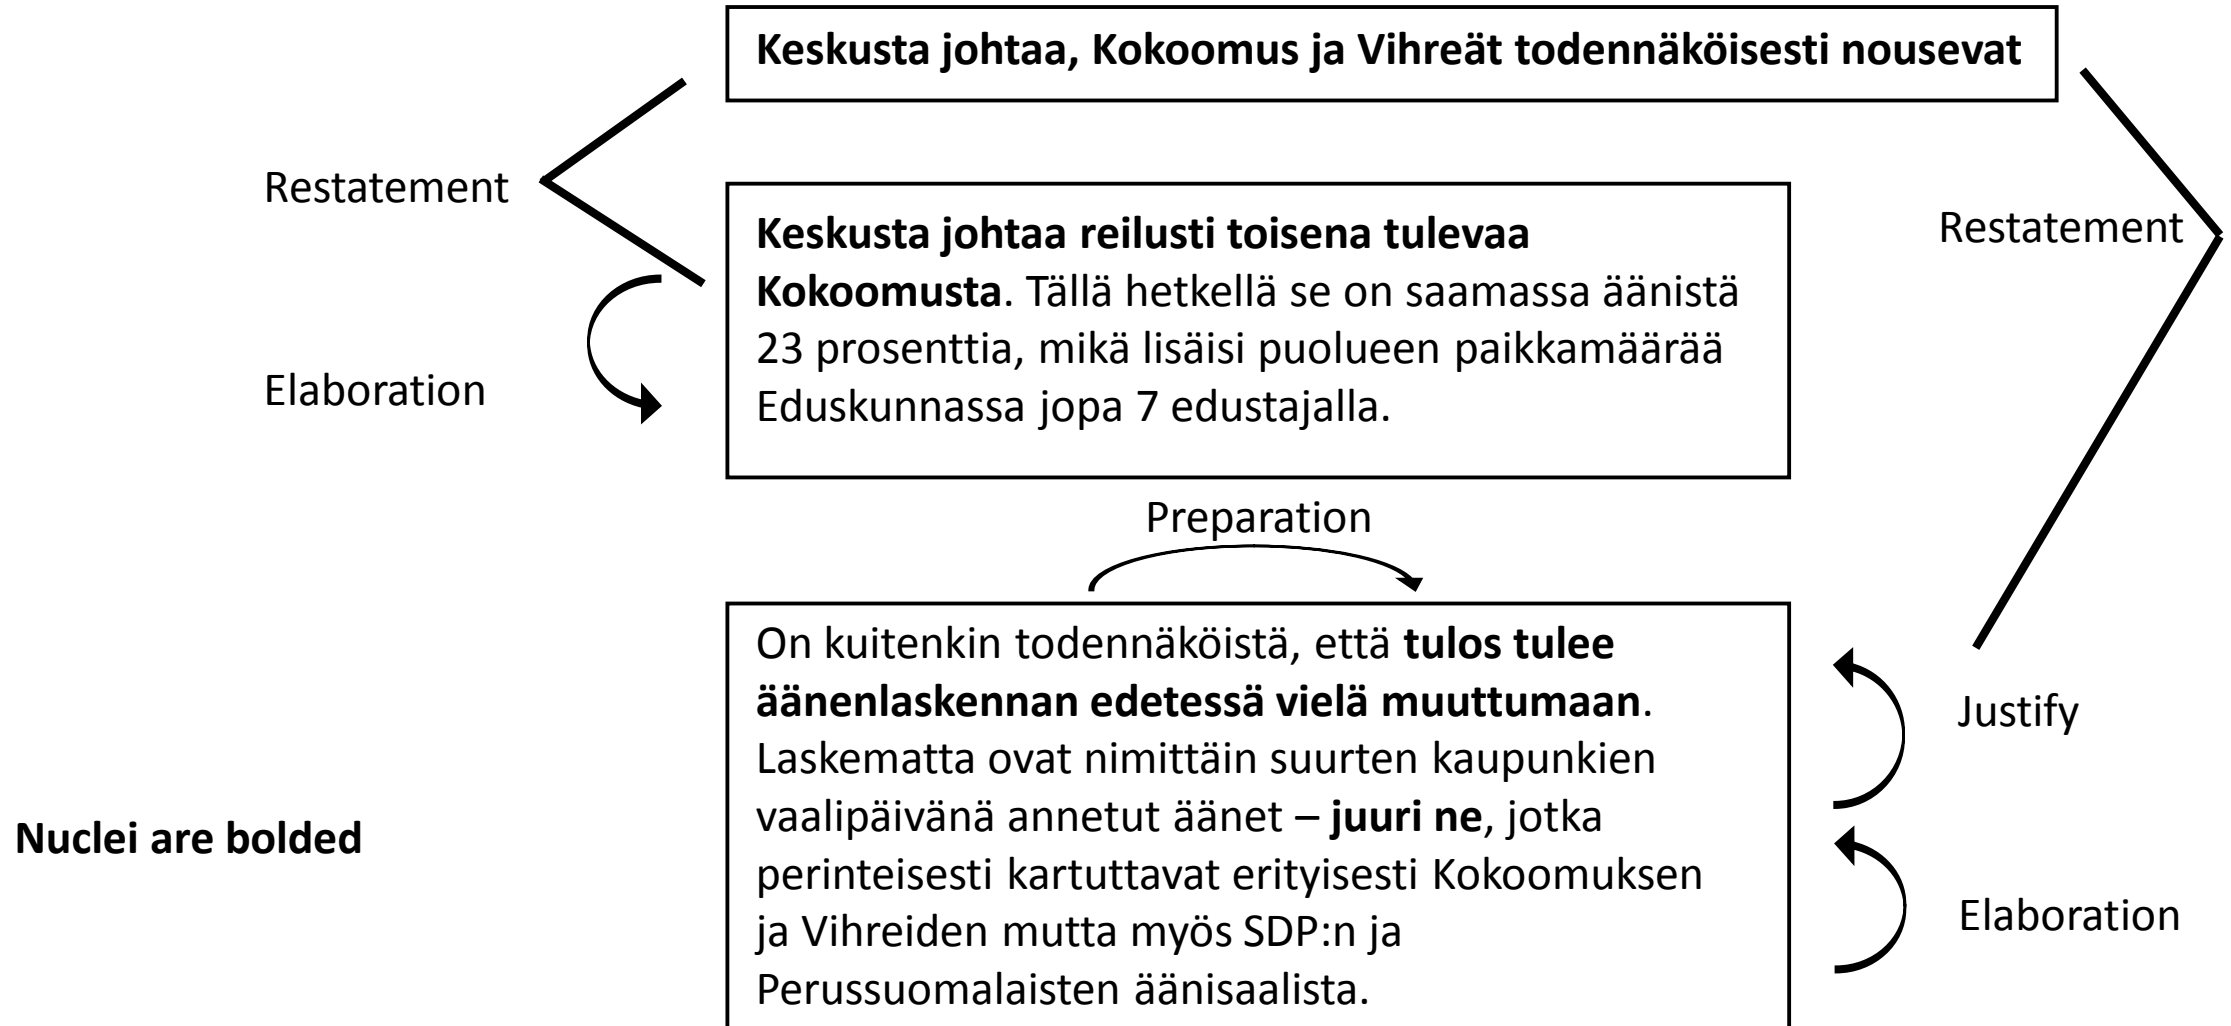 Keskusta johtaa, Kokoomus ja Vihreät todennäköisesti nousevat
Restatement
Keskusta johtaa reilusti toisena tulevaa
Kokoomusta. Tällä hetkellä se on saamassa äänistä
23 prosenttia, mikä lisäisi puolueen paikkamäärää
Eduskunnassa jopa 7 edustajalla.
Restatement
Elaboration
Preparation
On kuitenkin todennäköistä, että tulos tulee
äänenlaskennan edetessä vielä muuttumaan.
Laskematta ovat nimittäin suurten kaupunkien
vaalipäivänä annetut äänet – juuri ne, jotka
perinteisesti kartuttavat erityisesti Kokoomuksen
ja Vihreiden mutta myös SDP:n ja
Perussuomalaisten äänisaalista.
Justify
Nuclei are bolded
Elaboration